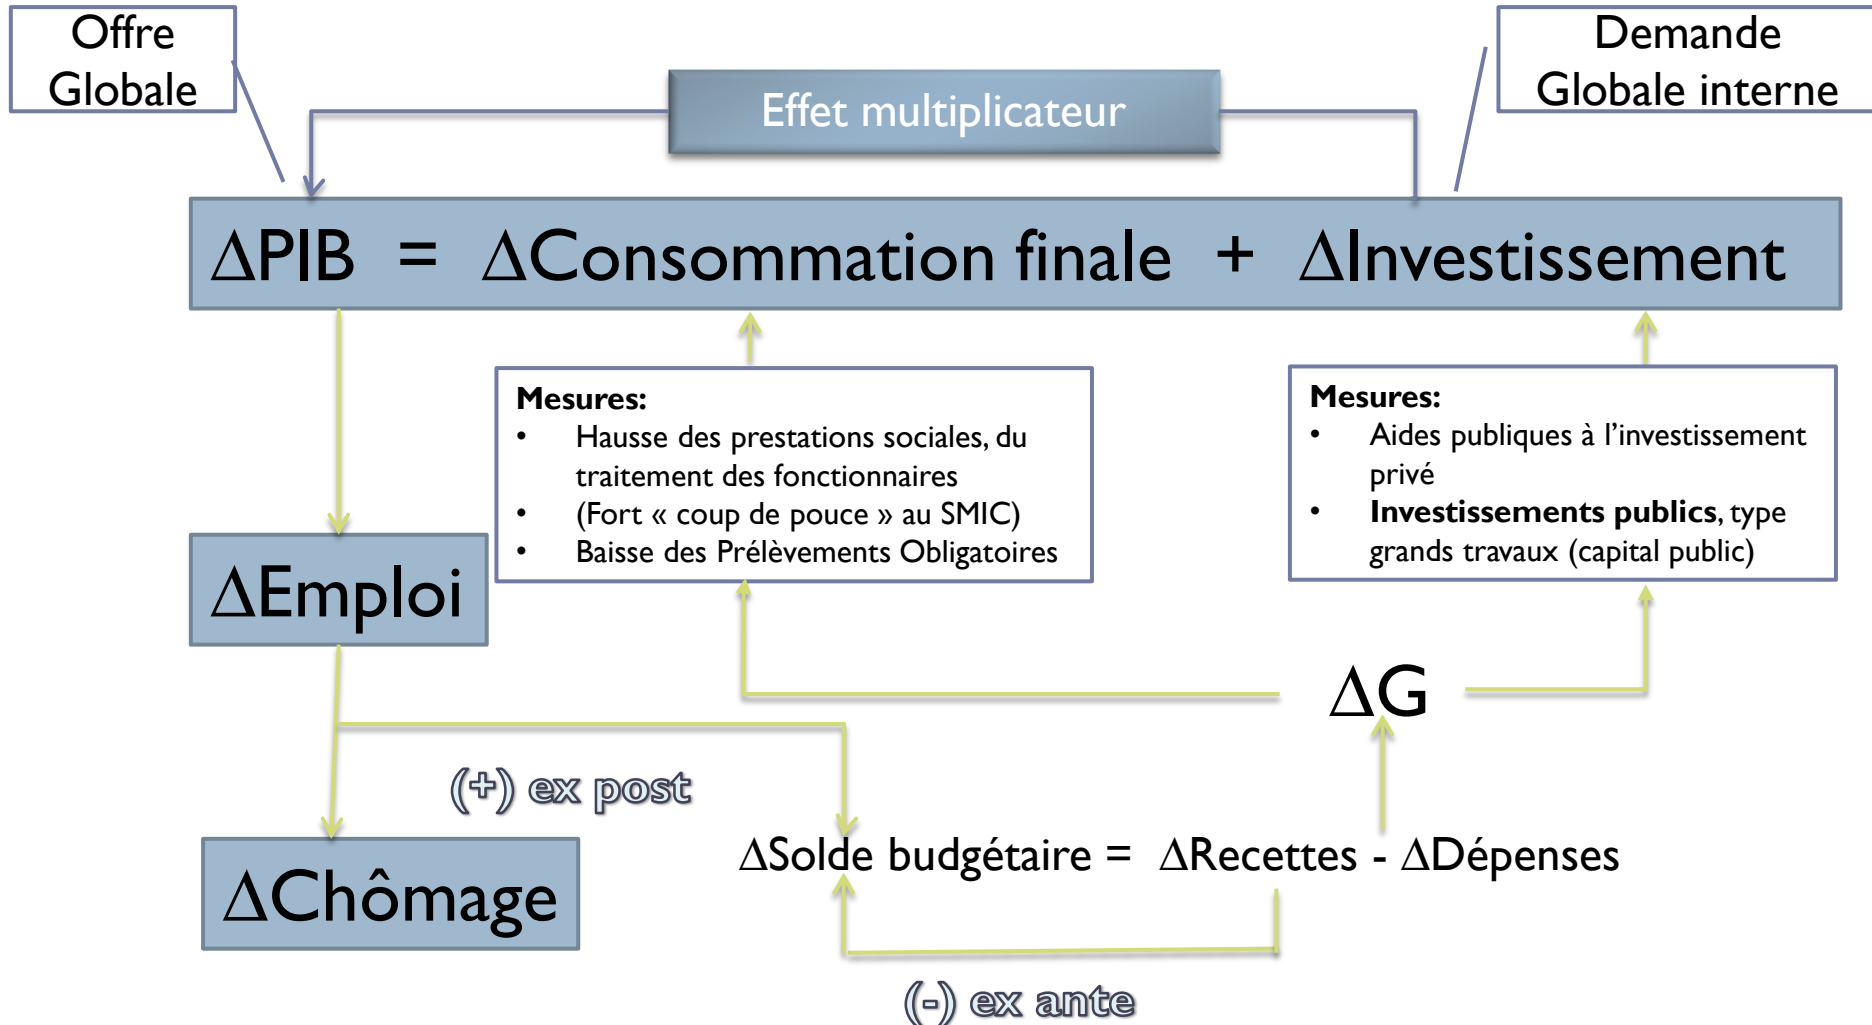 Offre
Globale
Demande
Globale interne
Effet multiplicateur
ΔPIB = ΔConsommation finale + ΔInvestissement
Mesures:
• Hausse des prestations sociales, du
traitement des fonctionnaires
• (Fort « coup de pouce » au SMIC)
• Baisse des Prélèvements Obligatoires
Mesures:
• Aides publiques à l’investissement
privé
• Investissements publics, type
grands travaux (capital public)
ΔEmploi
ΔG
(+) ex post
ΔSolde budgétaire = ΔRecettes - ΔDépenses
ΔChômage
(-) ex ante